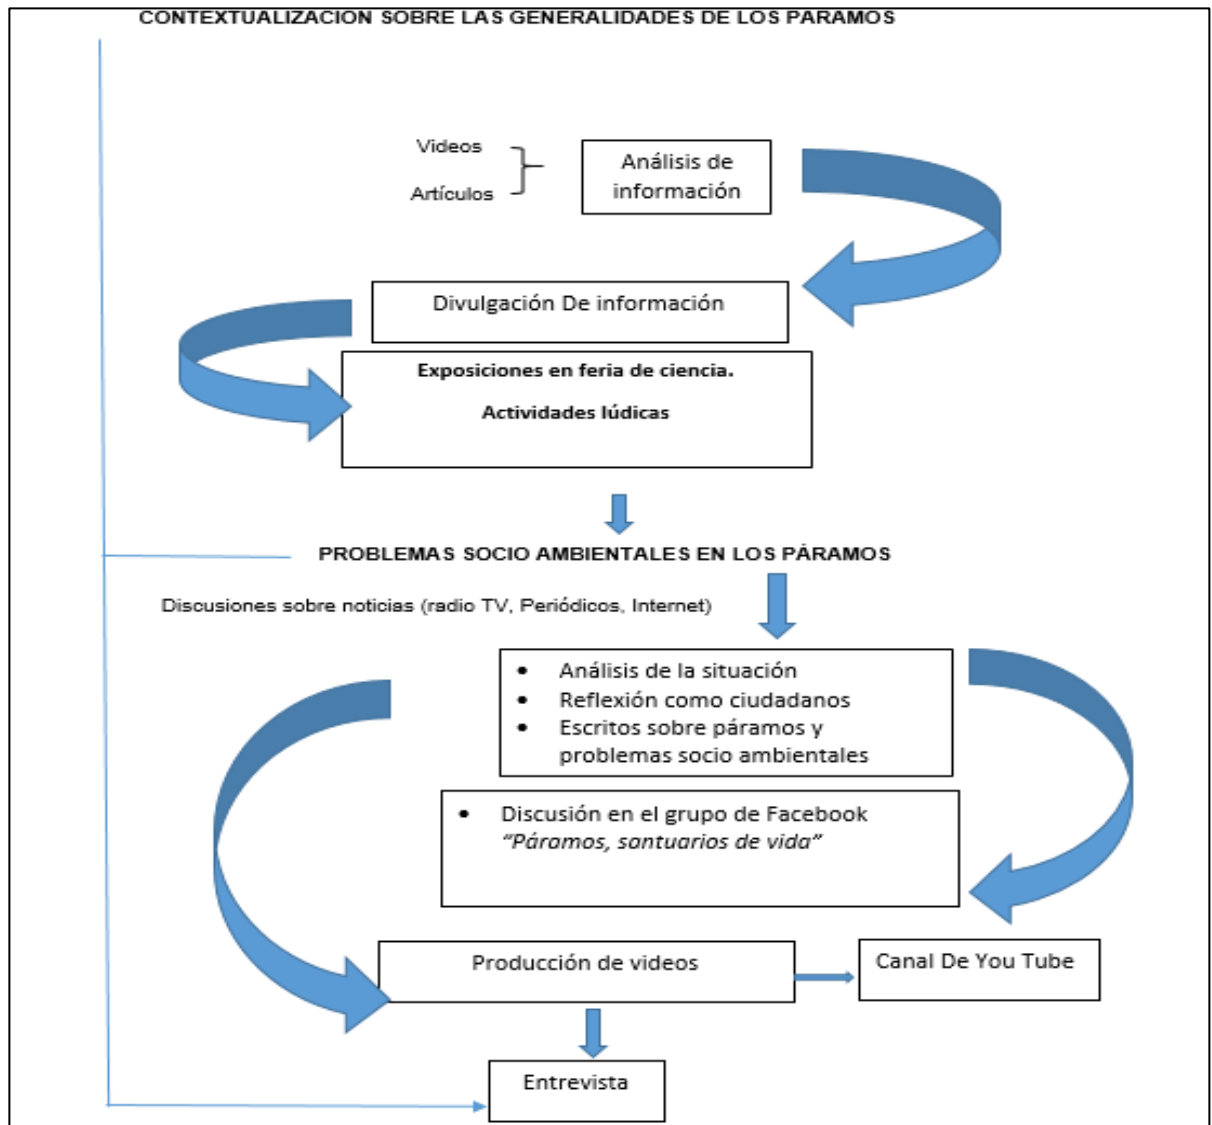 CONTEXTUALIZACIÓN SOBRE LAS GENERALIDADES DE LOS PÁRAMOS
Videos
Artículos
Análisis de
información
Divulgación De información
Exposiciones en feria de ciencia.
Actividades lúdicas
PROBLEMAS SOCIO AMBIENTALES EN LOS PÁRAMOS
Discusiones sobre noticias (radio TV, Periódicos, Internet)
• Análisis de la situación
• Reflexión como ciudadanos
• Escritos sobre páramos y
problemas socio ambientales
• Discusión en el grupo de Facebook
“Páramos, santuarios de vida”
Producción de videos
Canal De You Tube
Entrevista